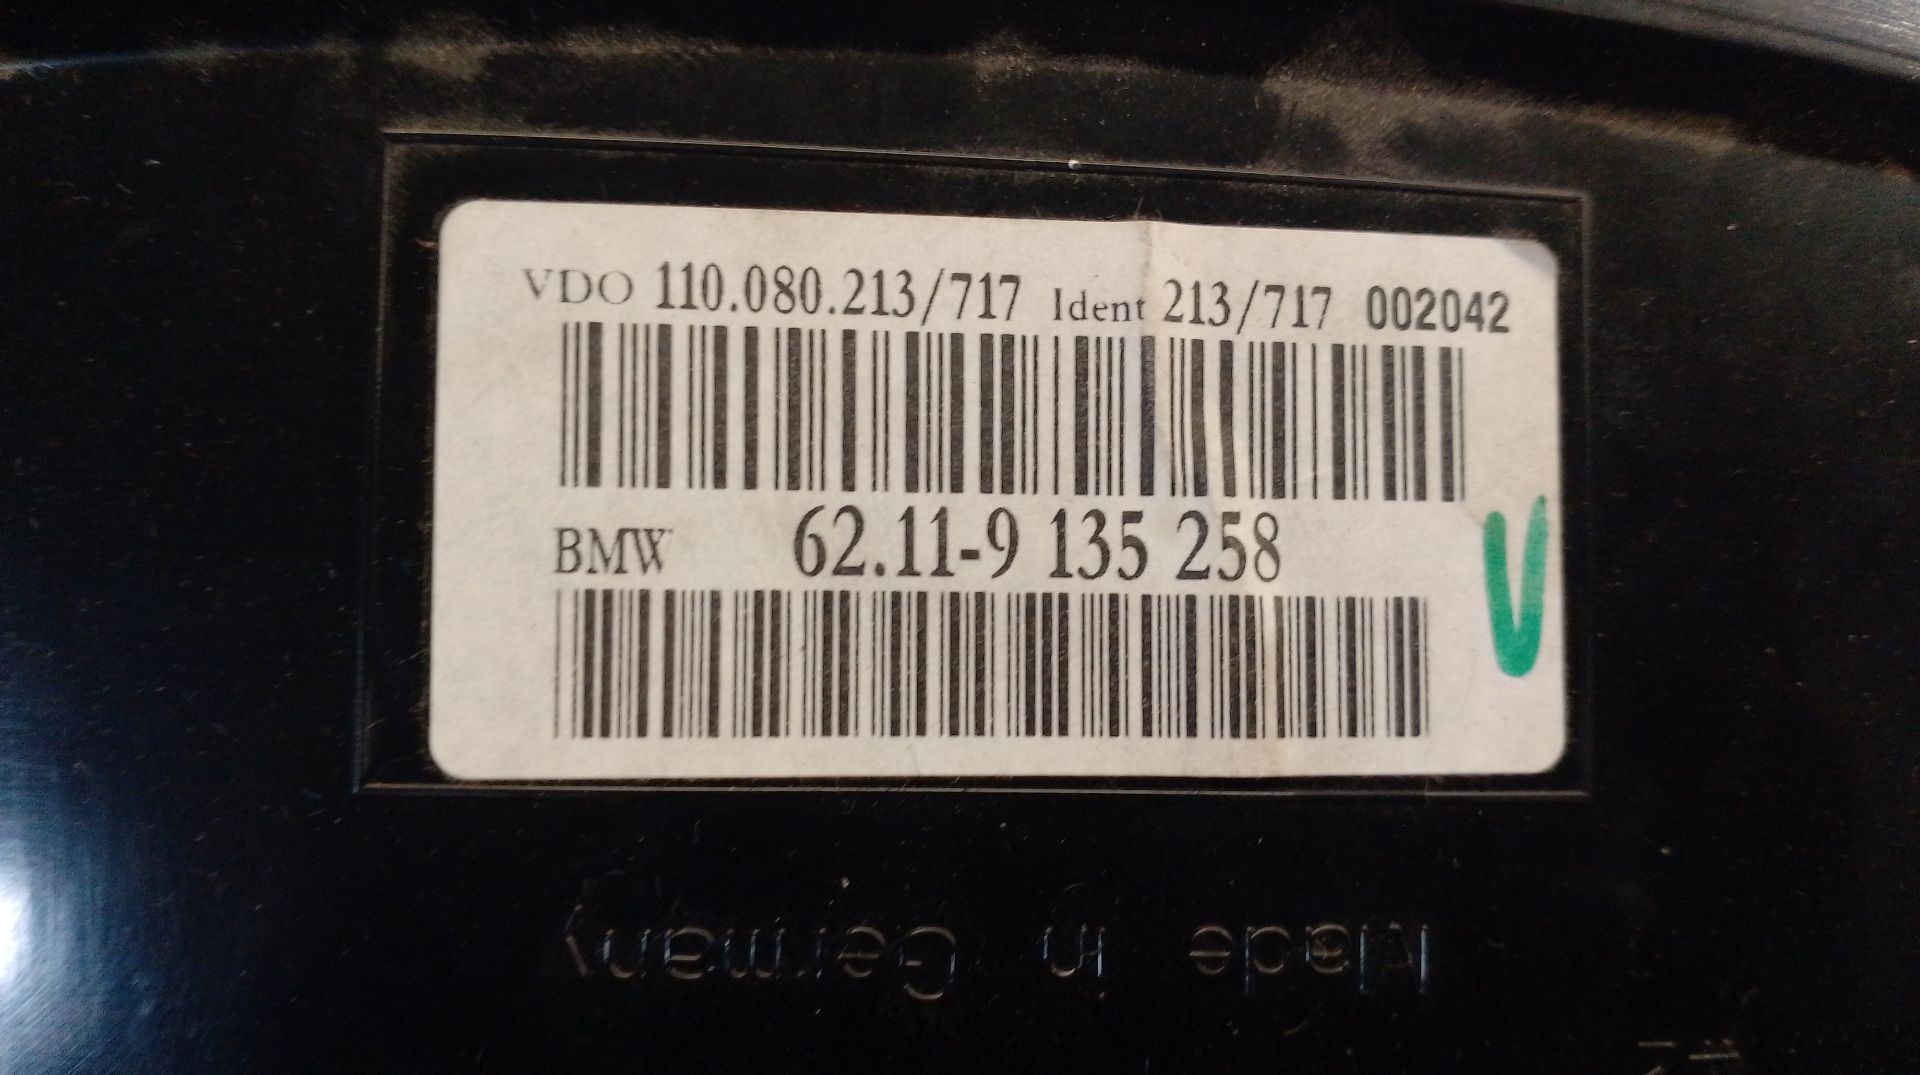 VDO 110.080.213/717 Ident 213/717 002042
BMW 62.11-9 135 258
V
Made in Germany